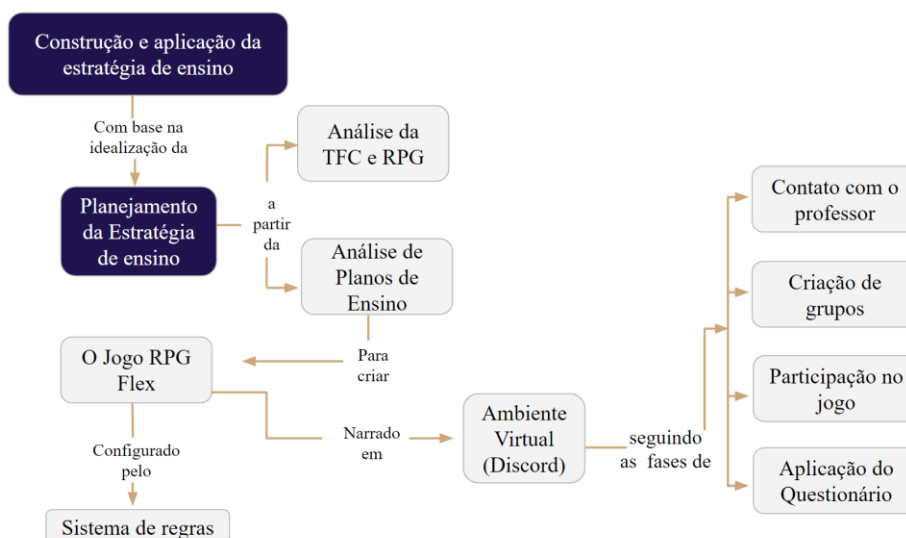 Construção e aplicação da
estratégia de ensino
Com base na
idealização da
Planejamento
da Estratégia
de ensino
a
partir
da
Análise da
TFC e RPG
Análise de
Planos de
Ensino
Para
criar
O Jogo RPG
Flex
Configurado
pelo
Sistema de regras
Narrado
em
Ambiente
Virtual
(Discord)
seguindo
as fases de
Contato com o
professor
Criação de
grupos
Participação no
jogo
Aplicação do
Questionário